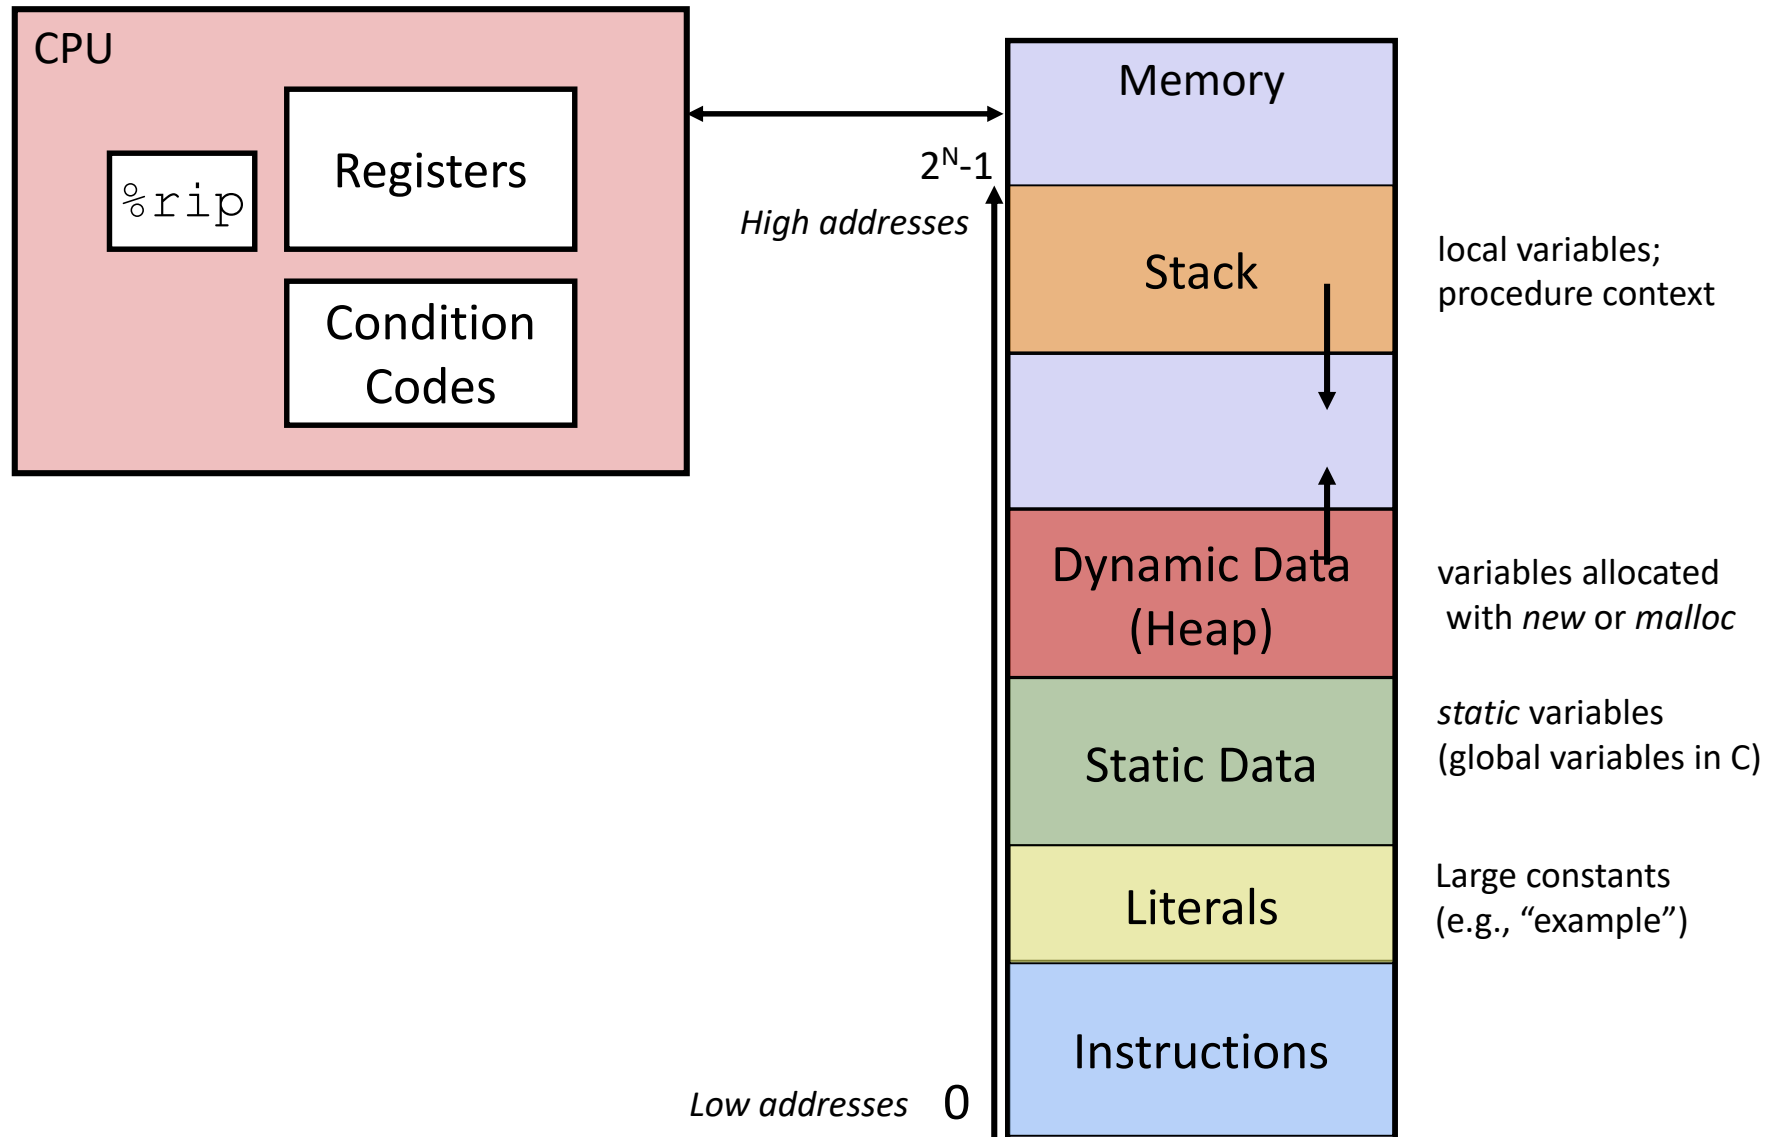 CPU
Registers
%rip
Condition
Codes
Memory
2ᴺ-1
High addresses
Stack
local variables;
procedure context
Dynamic Data
(Heap)
variables allocated
with new or malloc
Static Data
static variables
(global variables in C)
Literals
Large constants
(e.g., “example”)
Instructions
Low addresses 0